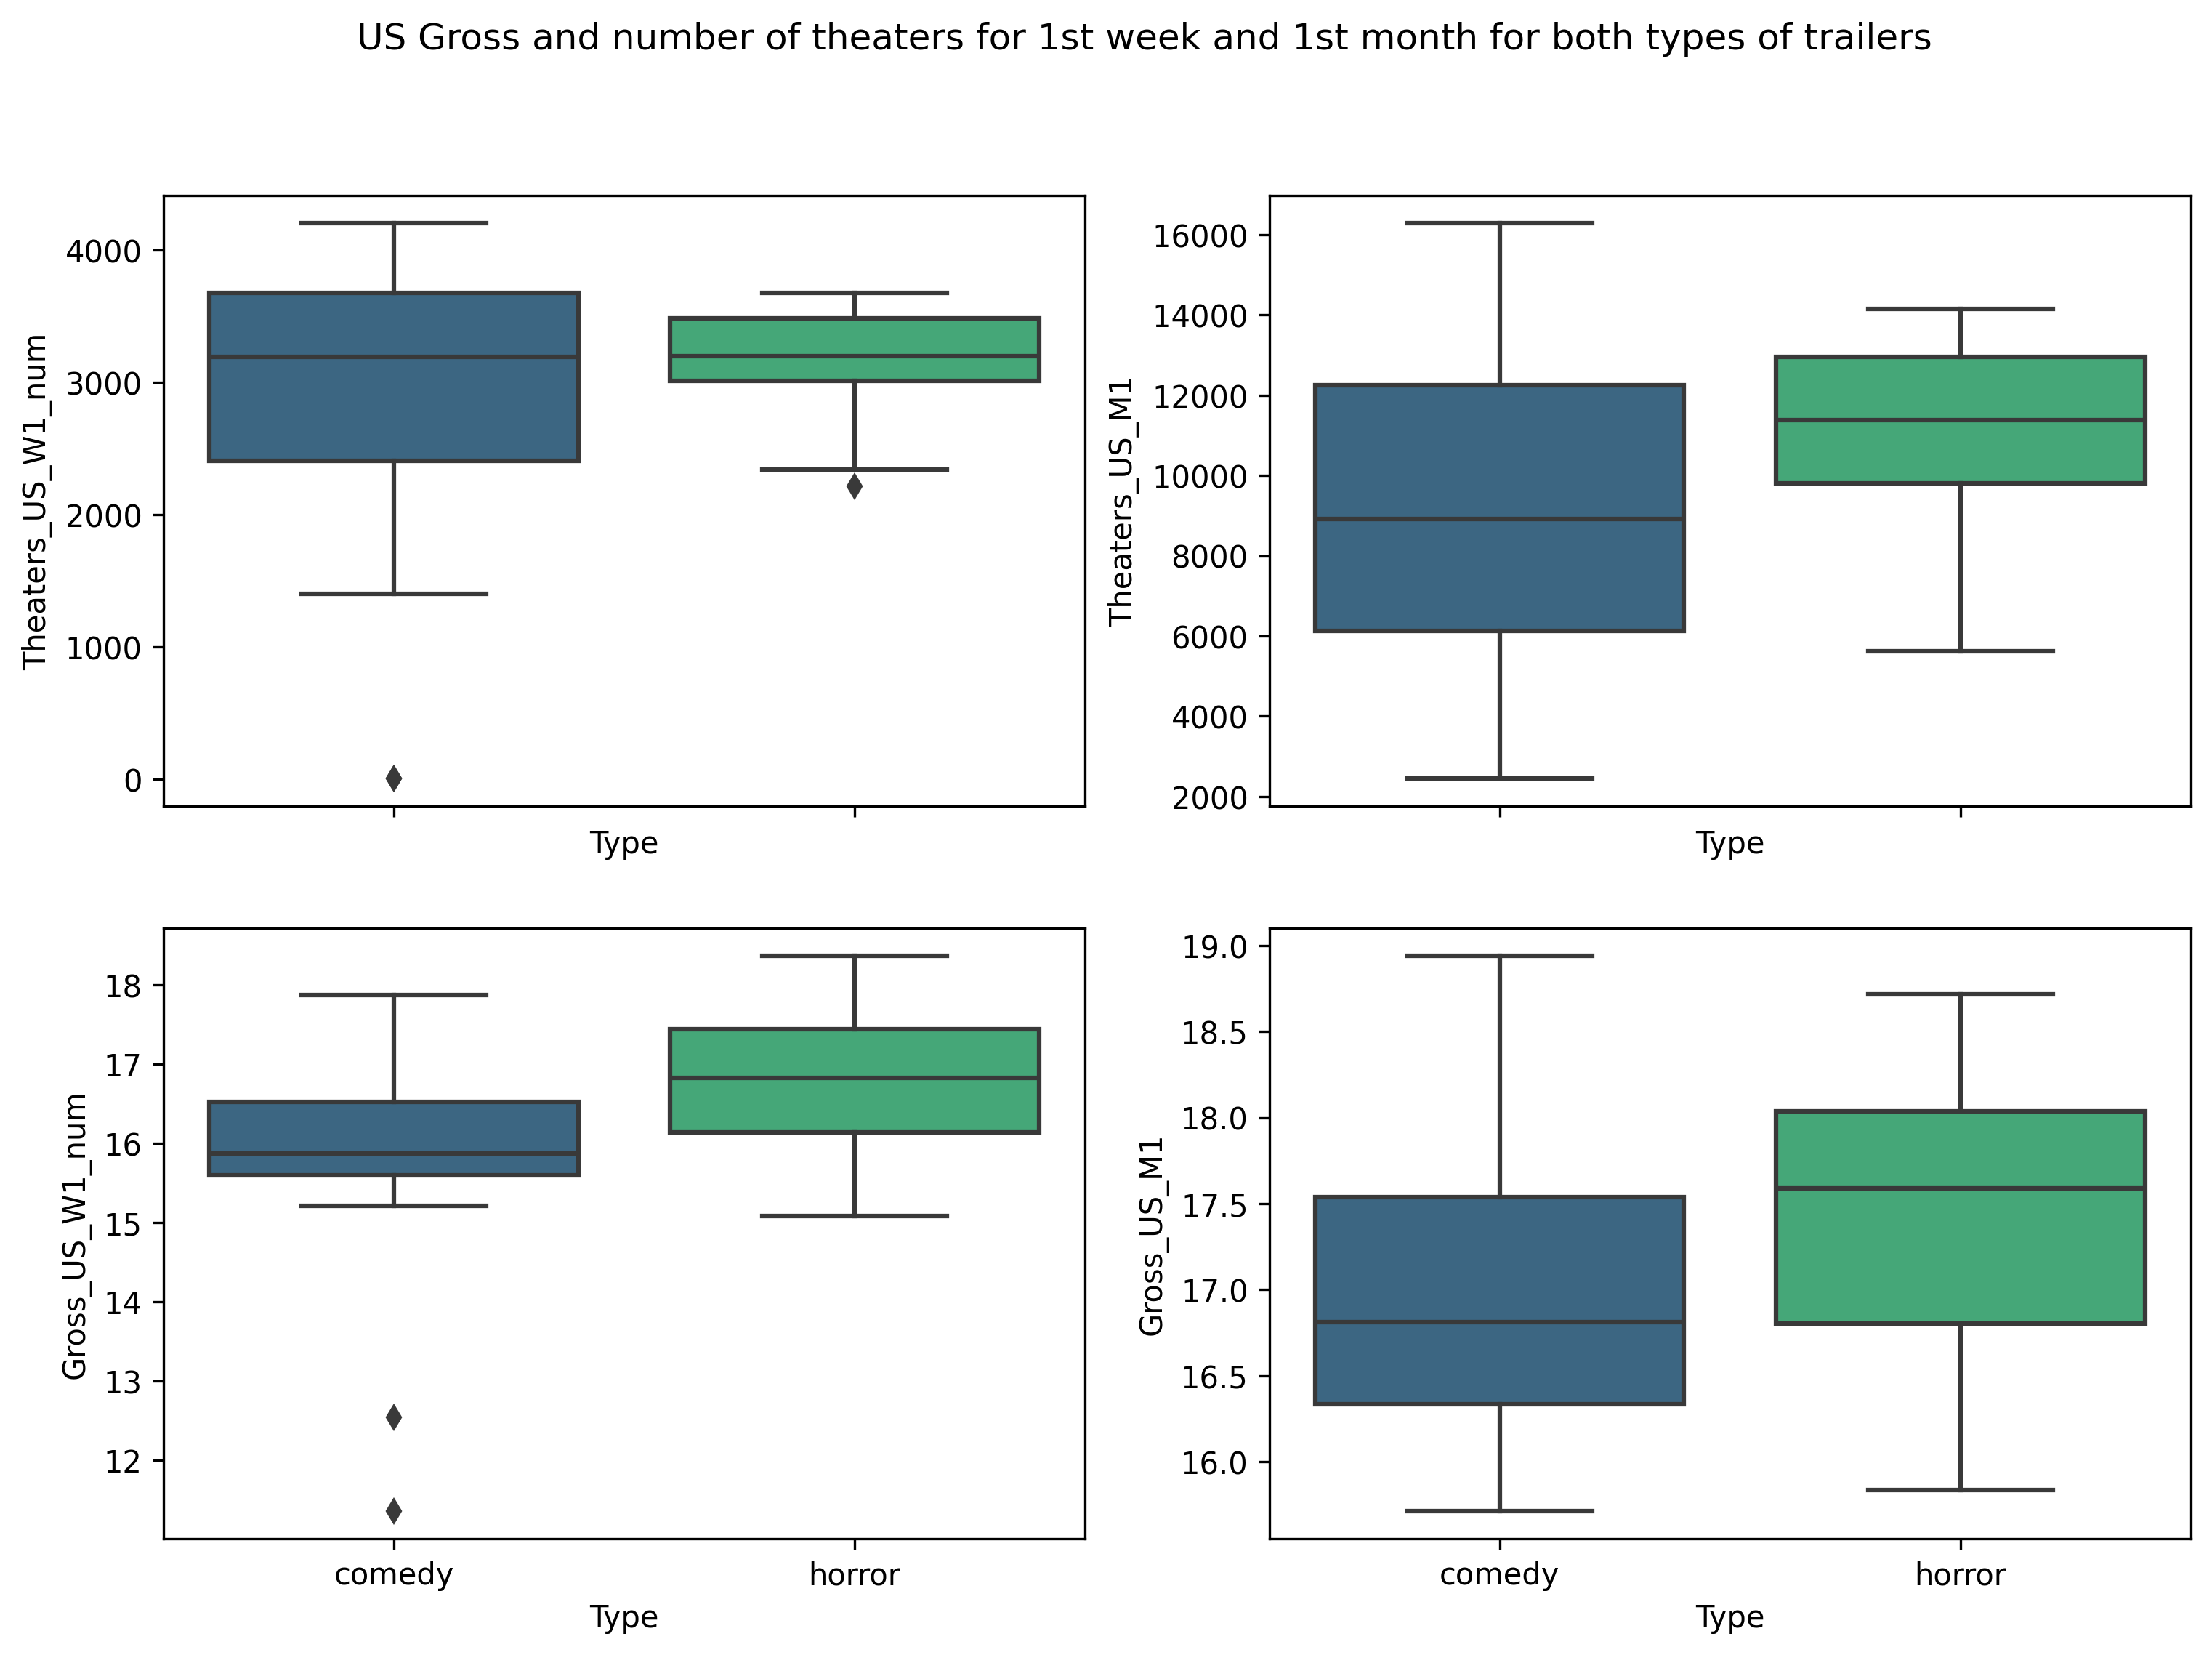 US Gross and number of theaters for 1st week and 1st month for both types of trailers
Theaters_US_W1_num
4000
3000
2000
1000
0
Type
Theaters_US_M1
16000
14000
12000
10000
8000
6000
4000
2000
Type
Gross_US_W1_num
18
17
16
15
14
13
12
comedy
horror
Type
Gross_US_M1
19.0
18.5
18.0
17.5
17.0
16.5
16.0
comedy
horror
Type